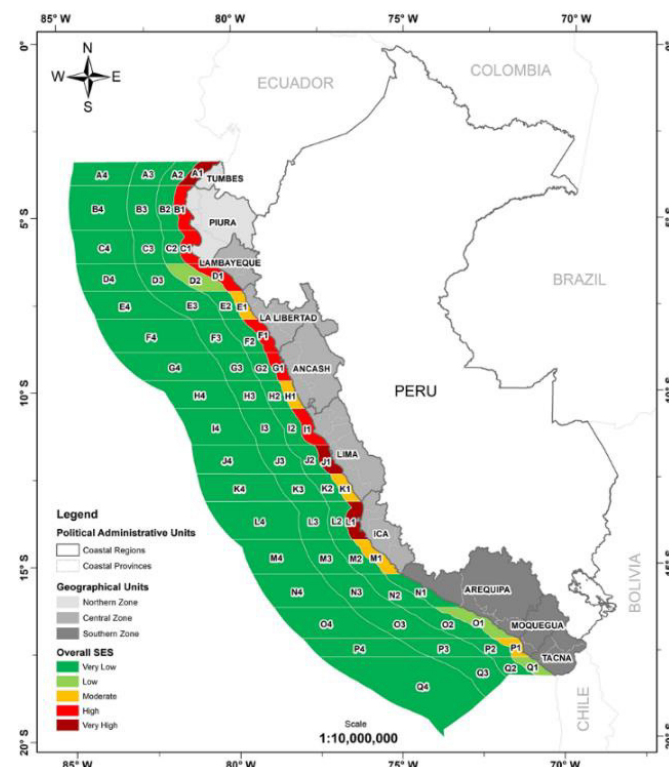 85° W
80° W
75° W
70° W
0°
0°
N
W E
S
ECUADOR
COLOMBIA
A4
A3
A2
A1
TUMBES
B4
B3
B2
B1
PIURA
5° S
C4
C3
C2
C1
LAMBAYEQUE
D4
D3
D2
D1
BRAZIL
E4
E3
E2
E1
LA LIBERTAD
F4
F3
F2
F1
G4
G3
G2
G1
ANCASH
PERU
10° S
H4
H3
H2
H1
I4
I3
I2
I1
J4
J3
J2
J1
LIMA
K4
K3
K2
K1
L4
L3
L2
L1
ICA
M4
M3
M2
M1
15° S
BOLIVIA
N4
N3
N2
N1
AREQUIPA
O4
O3
O2
O1
MOQUEGUA
P4
P3
P2
P1
TACNA
Q4
Q3
Q2
Q1
CHILE
Legend
Political Administrative Units
Coastal Regions
Coastal Provinces
Geographical Units
Northern Zone
Central Zone
Southern Zone
Overall SES
Very Low
Low
Moderate
High
Very High
Scale
1:10,000,000
20° S
85° W
80° W
75° W
70° W